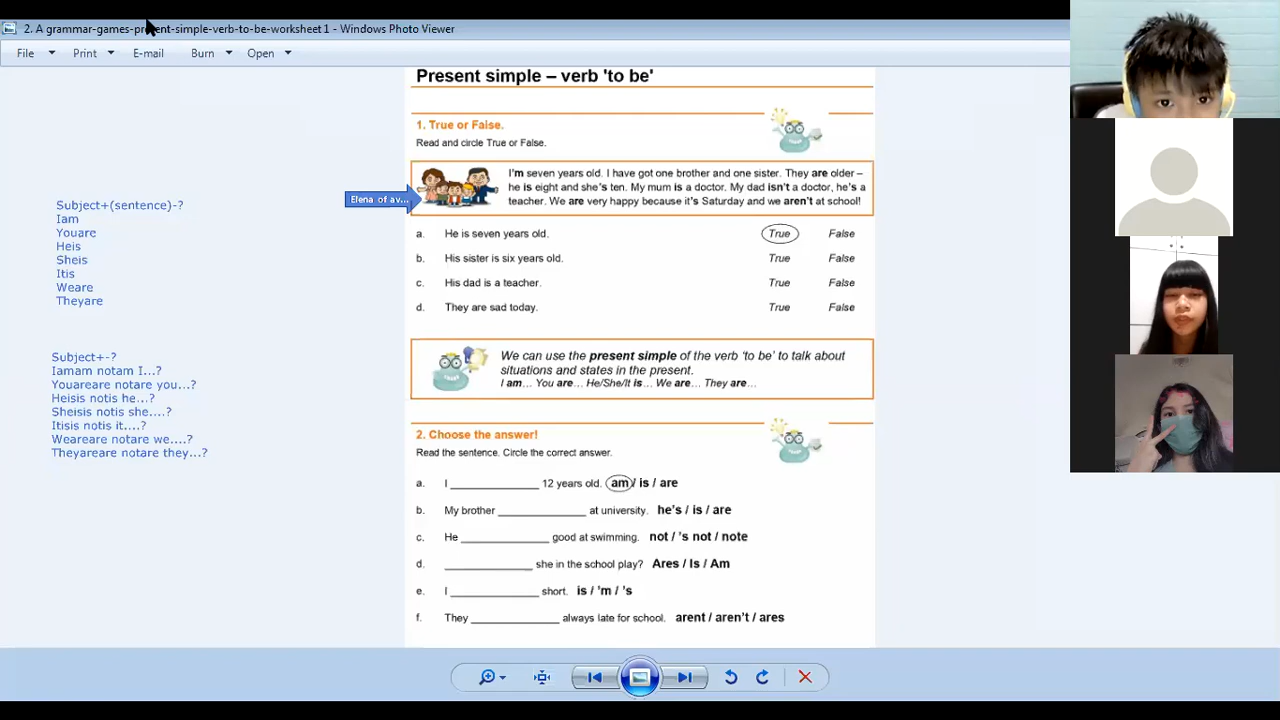 2. A grammar-games-present-simple-verb-to-be-worksheet 1 - Windows Photo Viewer
File Print E-mail Burn Open
Present simple – verb 'to be'
1. True or False.
Read and circle True or False.
I'm seven years old. I have got one brother and one sister. They are older –
he is eight and she's ten. My mum is a doctor. My dad isn't a doctor, he's a
teacher. We are very happy because it's Saturday and we aren't at school!
Elena of av...
a. He is seven years old. True False
b. His sister is six years old. True False
c. His dad is a teacher. True False
d. They are sad today. True False
Subject+(sentence)-?
Iam
Youare
Heis
Sheis
Itis
Weare
Theyare
Subject+-?
Iamam notam I...?
Youareare notare you...?
Heisis notis he...?
Sheisis notis she....?
Itisis notis it....?
Weareare notare we....?
Theyareare notare they...?
We can use the present simple of the verb 'to be' to talk about
situations and states in the present.
I am... You are... He/She/It is... We are... They are...
2. Choose the answer!
Read the sentence. Circle the correct answer.
a. I ______________ 12 years old. am / is / are
b. My brother ______________ at university. he's / is / are
c. He ______________ good at swimming. not / 's not / note
d. ______________ she in the school play? Ares / Is / Am
e. I ______________ short. is / 'm / 's
f. They ______________ always late for school. arent / aren't / ares